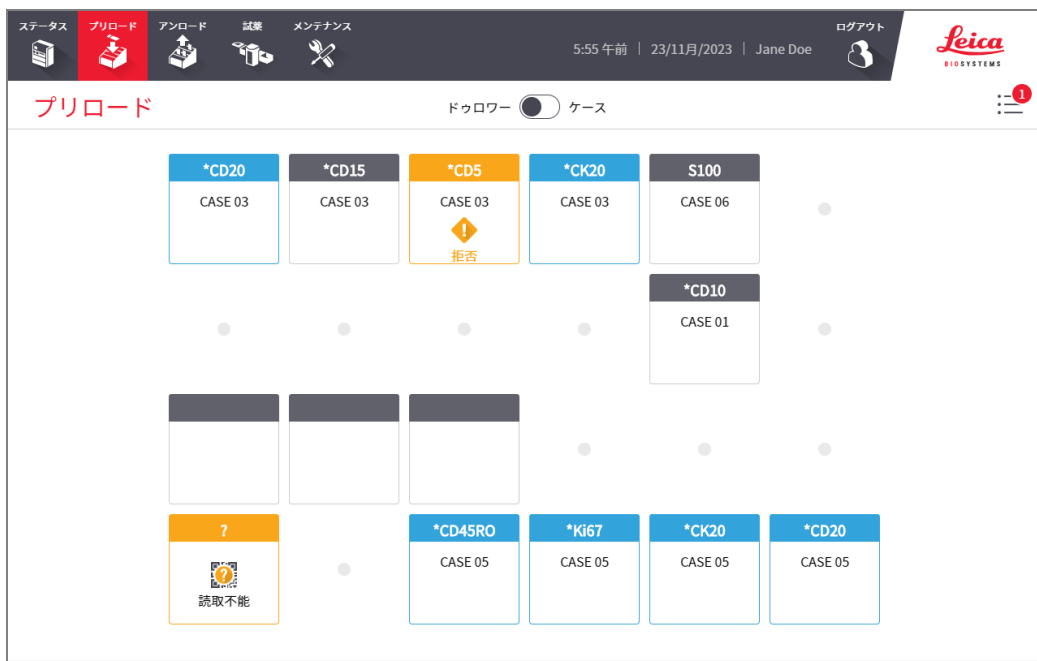 ステータス プリロード アンロード 試薬 メンテナンス ログアウト
5:55 午前 | 23/11月/2023 | Jane Doe
Leica
BIOSYSTEMS
プリロード ドゥロワー ケース 1
*CD20 *CD15 *CD5 *CK20 S100
CASE 03 CASE 03 CASE 03 CASE 03 CASE 06
!
拒否
*CD10
CASE 01
? *CD45RO *Ki67 *CK20 *CD20
CASE 05 CASE 05 CASE 05 CASE 05
?
読取不能